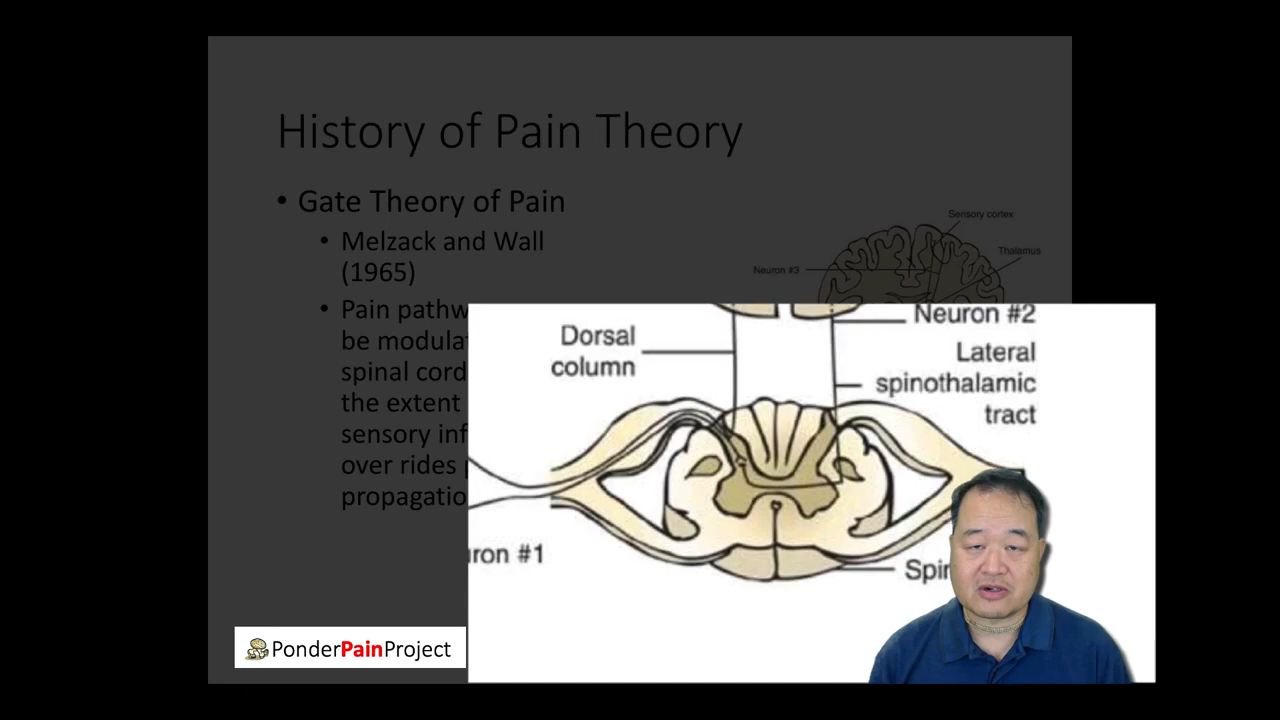 History of Pain Theory
• Gate Theory of Pain
• Melzack and Wall
(1965)
• Pain pathw
be modula
spinal cord
the extent
sensory inf
over rides
propagatio
Sensory cortex
Thalamus
Neuron #3
Neuron #2
Dorsal
column
Lateral
spinothalamic
tract
uron #1
Spin
PonderPainProject